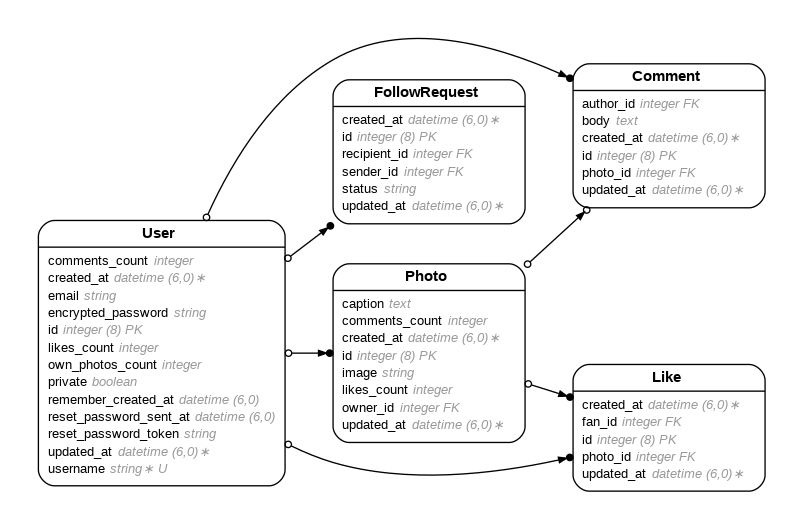 User
comments_count integer
created_at datetime (6,0)∗
email string
encrypted_password string
id integer (8) PK
likes_count integer
own_photos_count integer
private boolean
remember_created_at datetime (6,0)
reset_password_sent_at datetime (6,0)
reset_password_token string
updated_at datetime (6,0)∗
username string∗ U
FollowRequest
created_at datetime (6,0)∗
id integer (8) PK
recipient_id integer FK
sender_id integer FK
status string
updated_at datetime (6,0)∗
Photo
caption text
comments_count integer
created_at datetime (6,0)∗
id integer (8) PK
image string
likes_count integer
owner_id integer FK
updated_at datetime (6,0)∗
Comment
author_id integer FK
body text
created_at datetime (6,0)∗
id integer (8) PK
photo_id integer FK
updated_at datetime (6,0)∗
Like
created_at datetime (6,0)∗
fan_id integer FK
id integer (8) PK
photo_id integer FK
updated_at datetime (6,0)∗